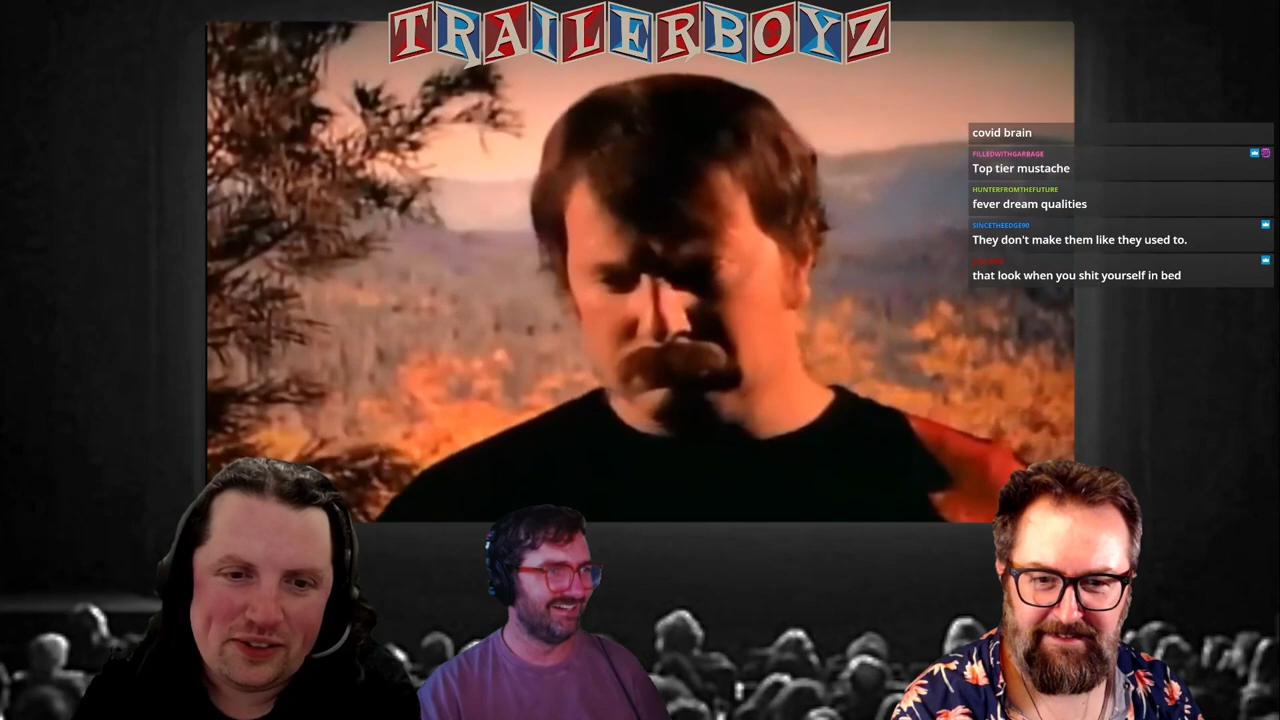 TRAILERBOYZ
covid brain
FILLEDWITHGARBAGE
Top tier mustache
HUNTERFROMTHEFUTURE
fever dream qualities
SINCETHEEDGE90
They don't make them like they used to.
that look when you shit yourself in bed